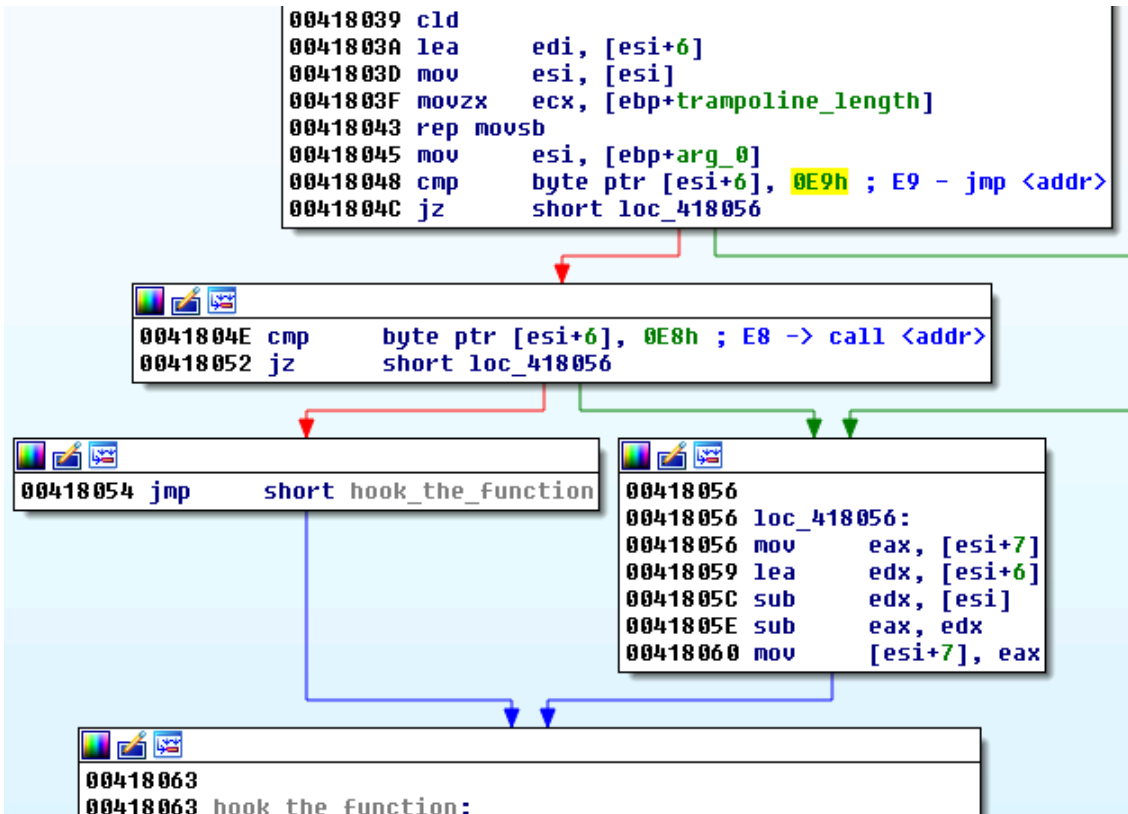 00418039 cld
0041803A lea edi, [esi+6]
0041803D mov esi, [esi]
0041803F movzx ecx, [ebp+trampoline_length]
00418043 rep movsb
00418045 mov esi, [ebp+arg_0]
00418048 cmp byte ptr [esi+6], 0E9h ; E9 - jmp <addr>
0041804C jz short loc_418056
0041804E cmp byte ptr [esi+6], 0E8h ; E8 -> call <addr>
00418052 jz short loc_418056
00418054 jmp short hook_the_function
00418056
00418056 loc_418056:
00418056 mov eax, [esi+7]
00418059 lea edx, [esi+6]
0041805C sub edx, [esi]
0041805E sub eax, edx
00418060 mov [esi+7], eax
00418063
00418063 hook_the_function: